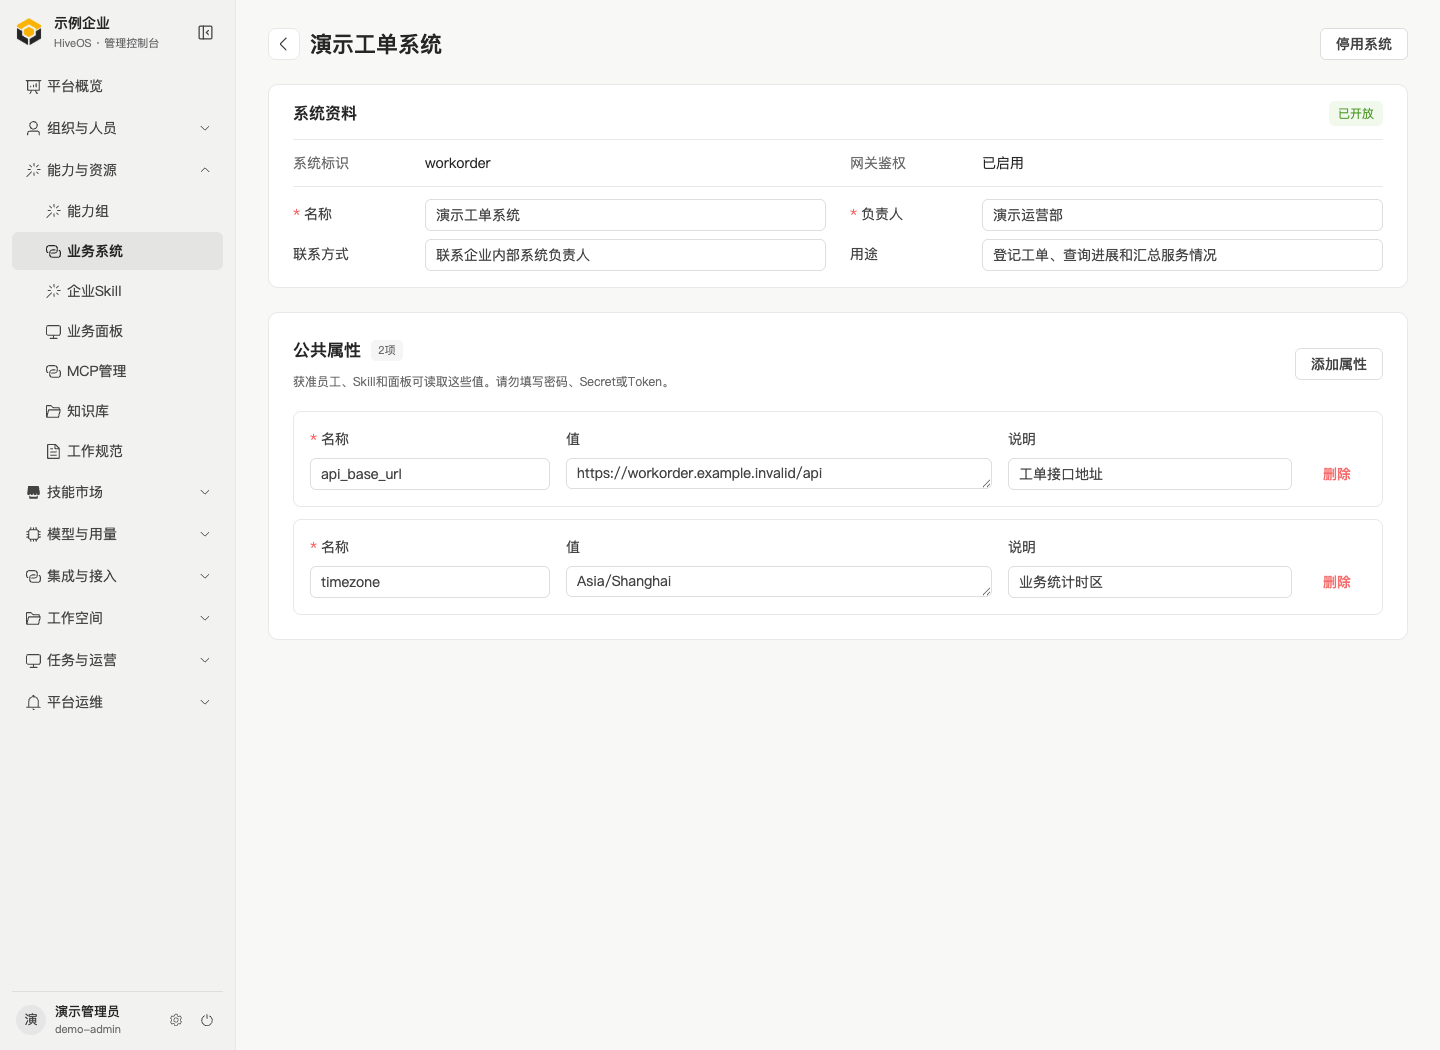 示例企业
HiveOS · 管理控制台
平台概览
组织与人员
能力与资源
能力组
业务系统
企业Skill
业务面板
MCP管理
知识库
工作规范
技能市场
模型与用量
集成与接入
工作空间
任务与运营
平台运维
演
演示管理员
demo-admin
演示工单系统
停用系统
系统资料
已开放
系统标识 workorder 网关鉴权 已启用
* 名称 演示工单系统 * 负责人 演示运营部
联系方式 联系企业内部系统负责人 用途 登记工单、查询进展和汇总服务情况
公共属性 2项
获准员工、Skill和面板可读取这些值。请勿填写密码、Secret或Token。
添加属性
* 名称 值 说明
api_base_url https://workorder.example.invalid/api 工单接口地址 删除
* 名称 值 说明
timezone Asia/Shanghai 业务统计时区 删除